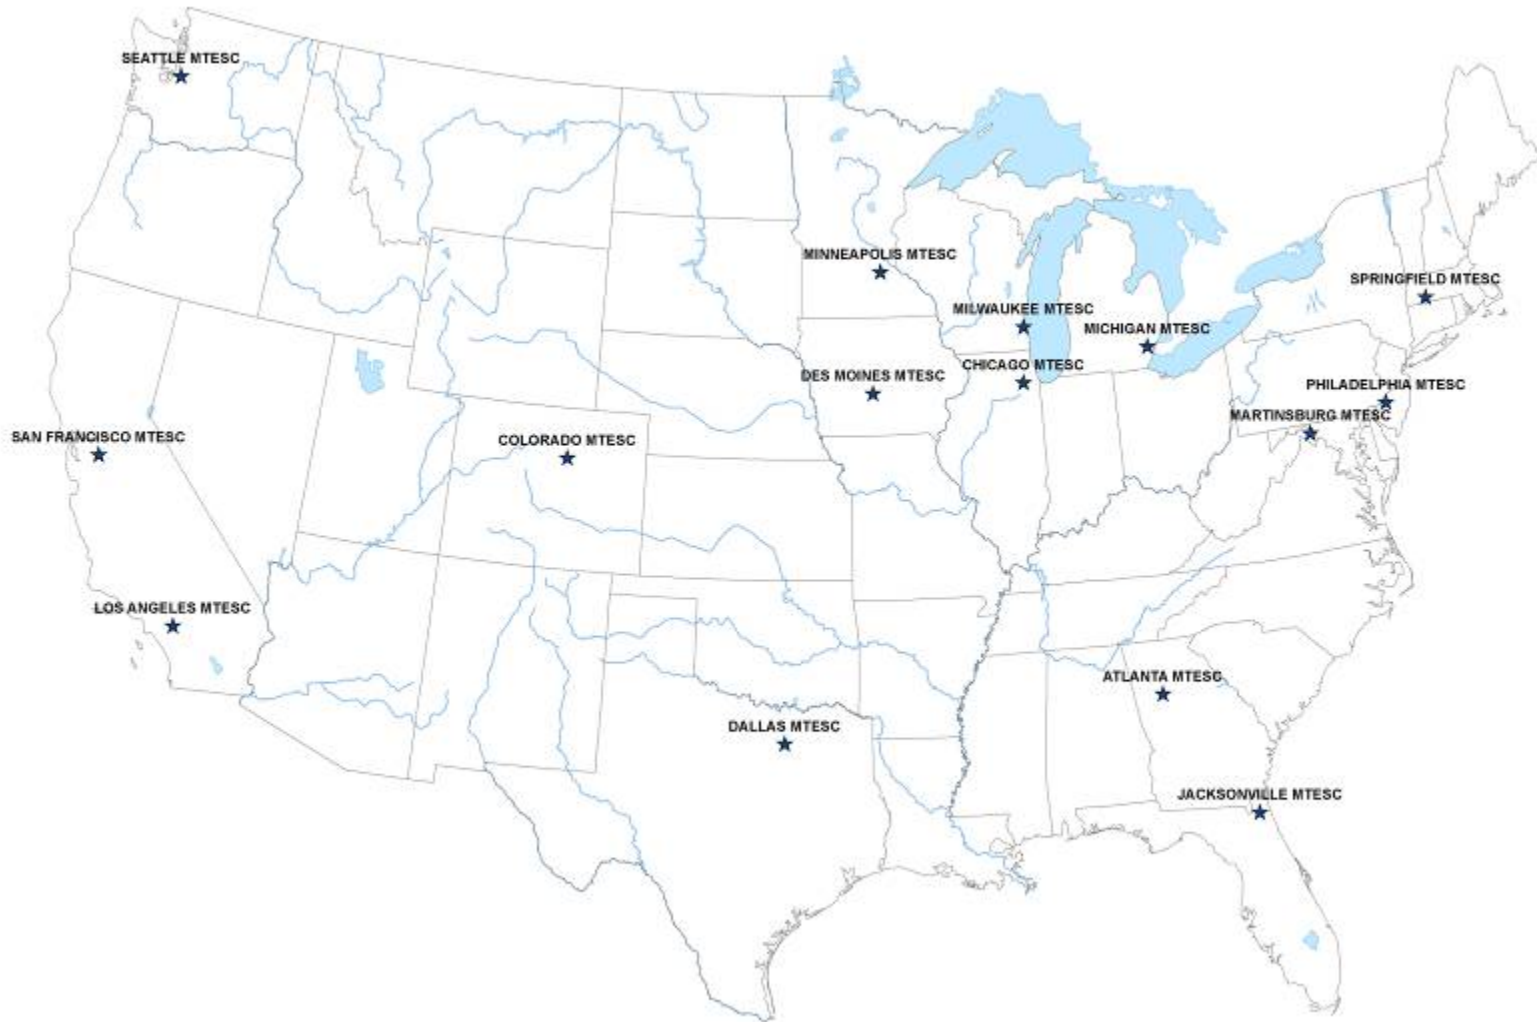 SEATTLE MTESC
MINNEAPOLIS MTESC
SPRINGFIELD MTESC
MILWAUKEE MTESC
MICHIGAN MTESC
CHICAGO MTESC
DES MOINES MTESC
PHILADELPHIA MTESC
MARTINSBURG MTESC
SAN FRANCISCO MTESC
COLORADO MTESC
LOS ANGELES MTESC
ATLANTA MTESC
DALLAS MTESC
JACKSONVILLE MTESC